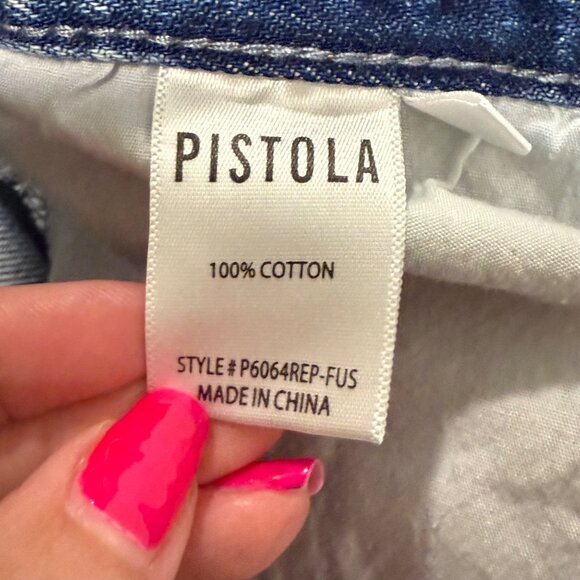 PISTOLA
100% COTTON
STYLE # P6064REP-FUS
MADE IN CHINA